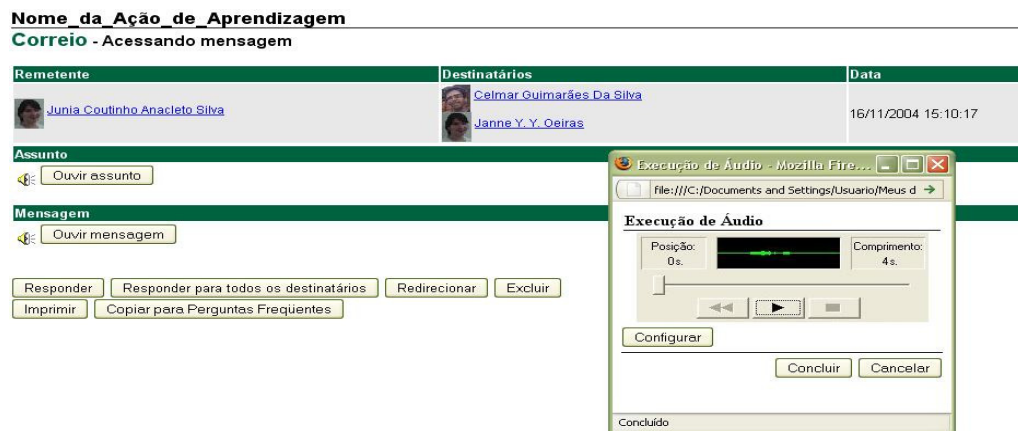 Nome_da_Ação_de_Aprendizagem
Correio - Acessando mensagem
Remetente Destinatários Data
Junia Coutinho Anacleto Silva
Celmar Guimarães Da Silva
Janne Y. Y. Oeiras
16/11/2004 15:10:17
Assunto
Ouvir assunto
Mensagem
Ouvir mensagem
Responder Responder para todos os destinatários Redirecionar Excluir
Imprimir Copiar para Perguntas Freqüentes
Execução de Áudio - Mozilla Fire...
file:///C:/Documents and Settings/Usuario/Meus d
Execução de Áudio
Posição: Comprimento:
0s. 4s.
Configurar
Concluir Cancelar
Concluído